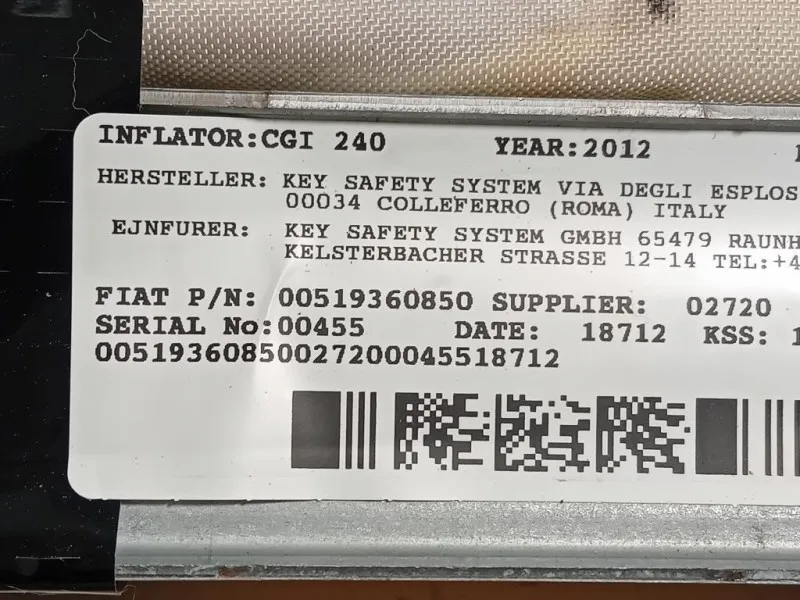 INFLATOR:CGI 240 YEAR:2012
HERSTELLER: KEY SAFETY SYSTEM VIA DEGLI ESPLOS
00034 COLLEFERRO (ROMA) ITALY
EJNFURER: KEY SAFETY SYSTEM GMBH 65479 RAUNH
KELSTERBACHER STRASSE 12-14 TEL:+4
FIAT P/N: 00519360850 SUPPLIER: 02720
SERIAL No:00455 DATE: 18712 KSS: 1
00519360850027200045518712